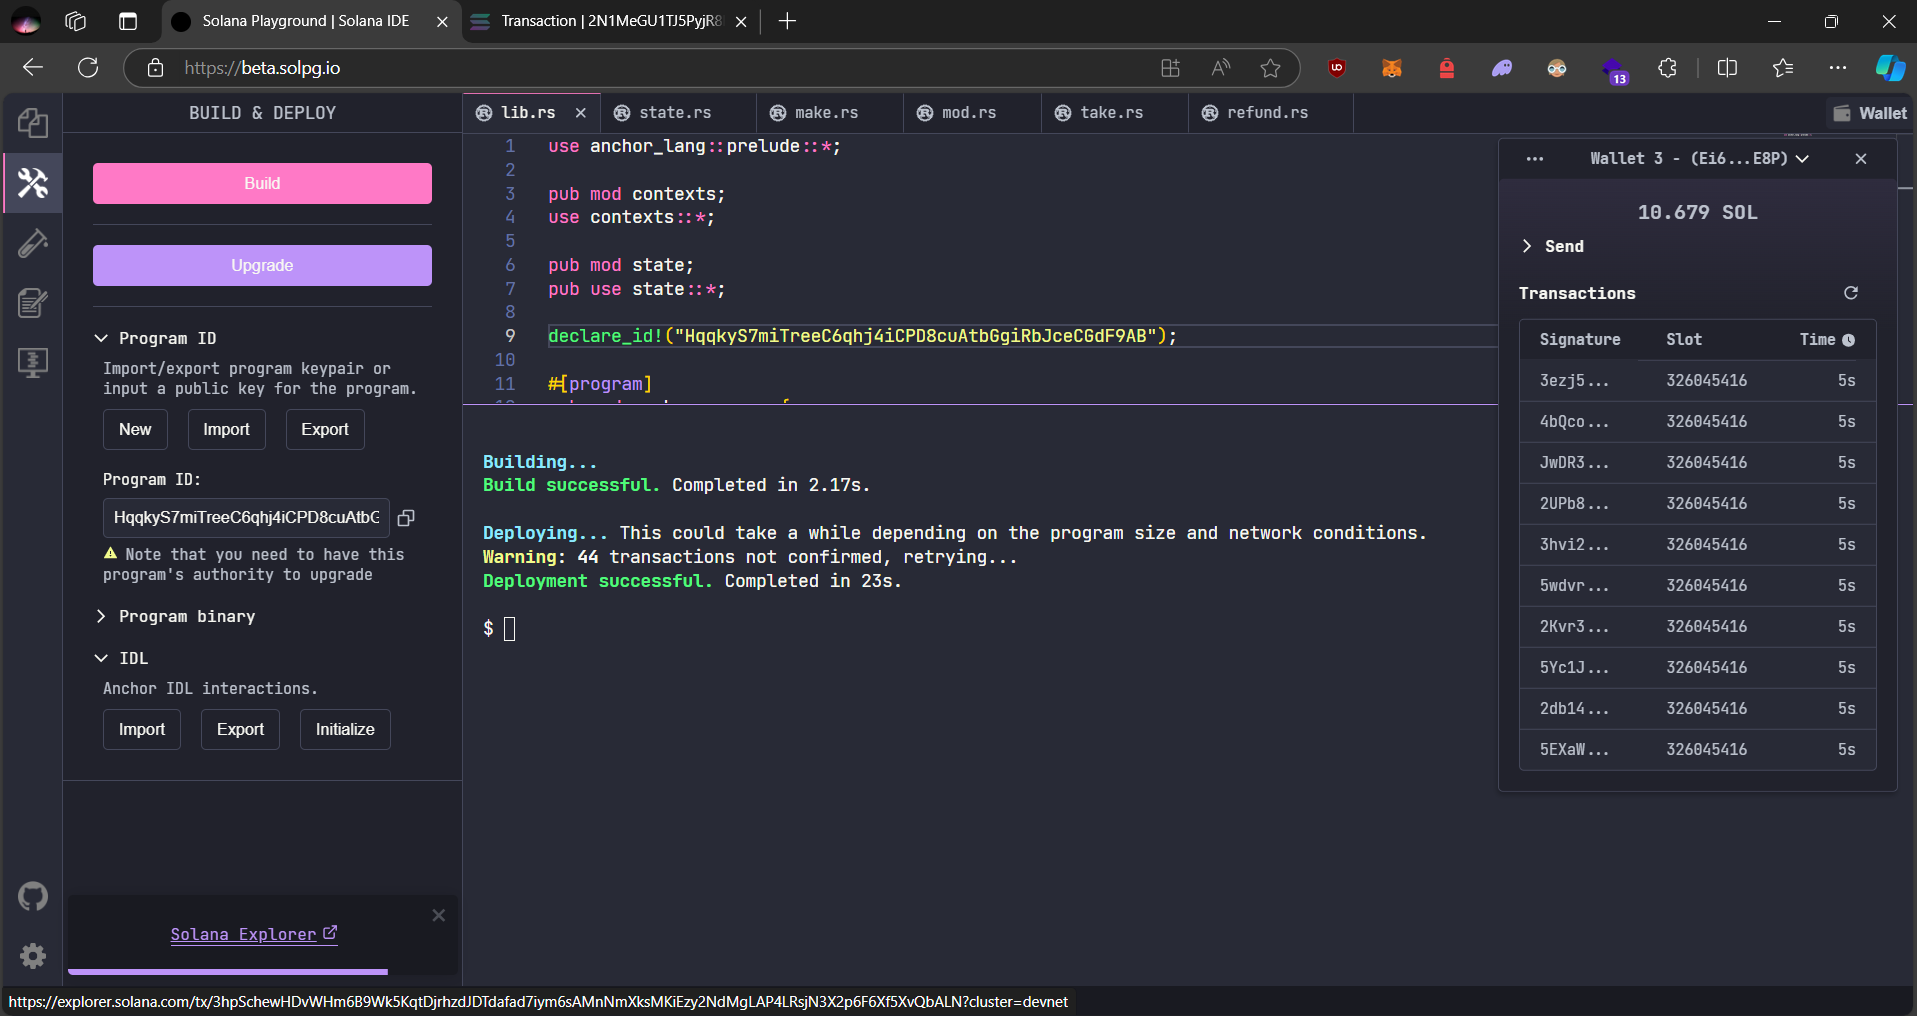 Solana Playground | Solana IDE
Transaction | 2N1MeGU1TJ5PyjR8
https://beta.solpg.io
13
BUILD & DEPLOY
Build
Upgrade
Program ID
Import/export program keypair or
input a public key for the program.
New
Import
Export
Program ID:
HqqkyS7miTreeC6qhj4iCPD8cuAtbG
Note that you need to have this
program's authority to upgrade
Program binary
IDL
Anchor IDL interactions.
Import
Export
Initialize
Solana Explorer
lib.rs
state.rs
make.rs
mod.rs
take.rs
refund.rs
1 use anchor_lang::prelude::*;
2
3 pub mod contexts;
4 use contexts::*;
5
6 pub mod state;
7 pub use state::*;
8
9 declare_id!("HqqkyS7miTreeC6qhj4iCPD8cuAtbGgiRbJceCGdF9AB");
10
11 #[program]
Building...
Build successful. Completed in 2.17s.
Deploying... This could take a while depending on the program size and network conditions.
Warning: 44 transactions not confirmed, retrying...
Deployment successful. Completed in 23s.
$
Wallet
Wallet 3 - (Ei6...E8P)
10.679 SOL
Send
Transactions
Signature Slot Time
3ezj5... 326045416 5s
4bQco... 326045416 5s
JwDR3... 326045416 5s
2UPb8... 326045416 5s
3hvi2... 326045416 5s
5wdvr... 326045416 5s
2Kvr3... 326045416 5s
5Yc1J... 326045416 5s
2db14... 326045416 5s
5EXaW... 326045416 5s
https://explorer.solana.com/tx/3hpSchewHDvWHm6B9Wk5KqtDjrhzdJDTdafad7iym6sAMnNmXksMKiEzy2NdMgLAP4LRsjN3X2p6F6Xf5XvQbALN?cluster=devnet